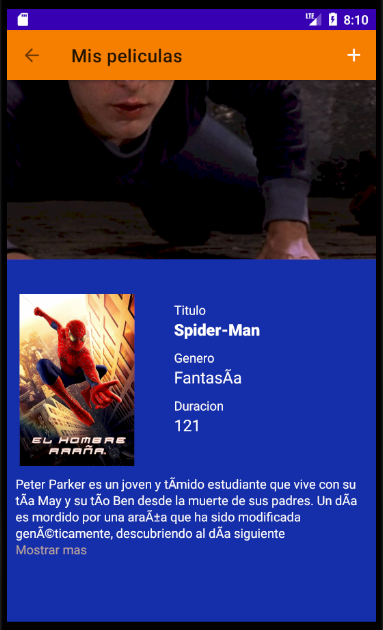 LTE 8:10
Mis peliculas
Titulo
Spider-Man
Genero
FantasÃa
Duracion
121
EL HOMBRE
ARAÑA.
Peter Parker es un joven y tÃmido estudiante que vive con su
tÃa May y su tÃo Ben desde la muerte de sus padres. Un dÃa
es mordido por una araÃ±a que ha sido modificada
genÃ©ticamente, descubriendo al dÃa siguiente
Mostrar mas